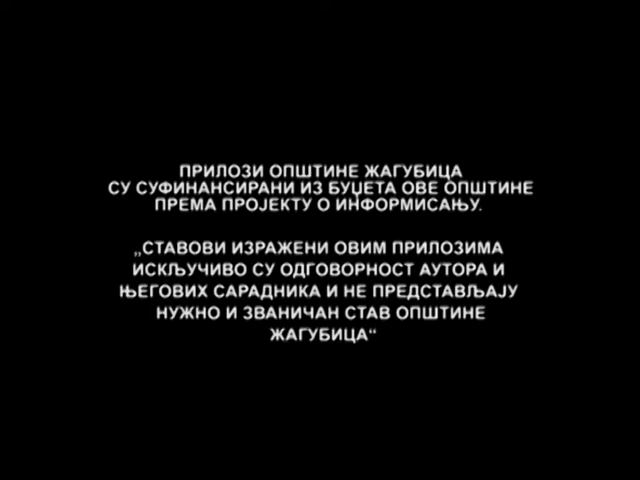 ПРИЛОЗИ ОПШТИНЕ ЖАГУБИЦА
СУ СУФИНАНСИРАНИ ИЗ БУЏЕТА ОВЕ ОПШТИНЕ
ПРЕМА ПРОЈЕКТУ О ИНФОРМИСАЊУ.
„СТАВОВИ ИЗРАЖЕНИ ОВИМ ПРИЛОЗИМА
ИСКЉУЧИВО СУ ОДГОВОРНОСТ АУТОРА И
ЊЕГОВИХ САРАДНИКА И НЕ ПРЕДСТАВЉАЈУ
НУЖНО И ЗВАНИЧАН СТАВ ОПШТИНЕ
ЖАГУБИЦА“